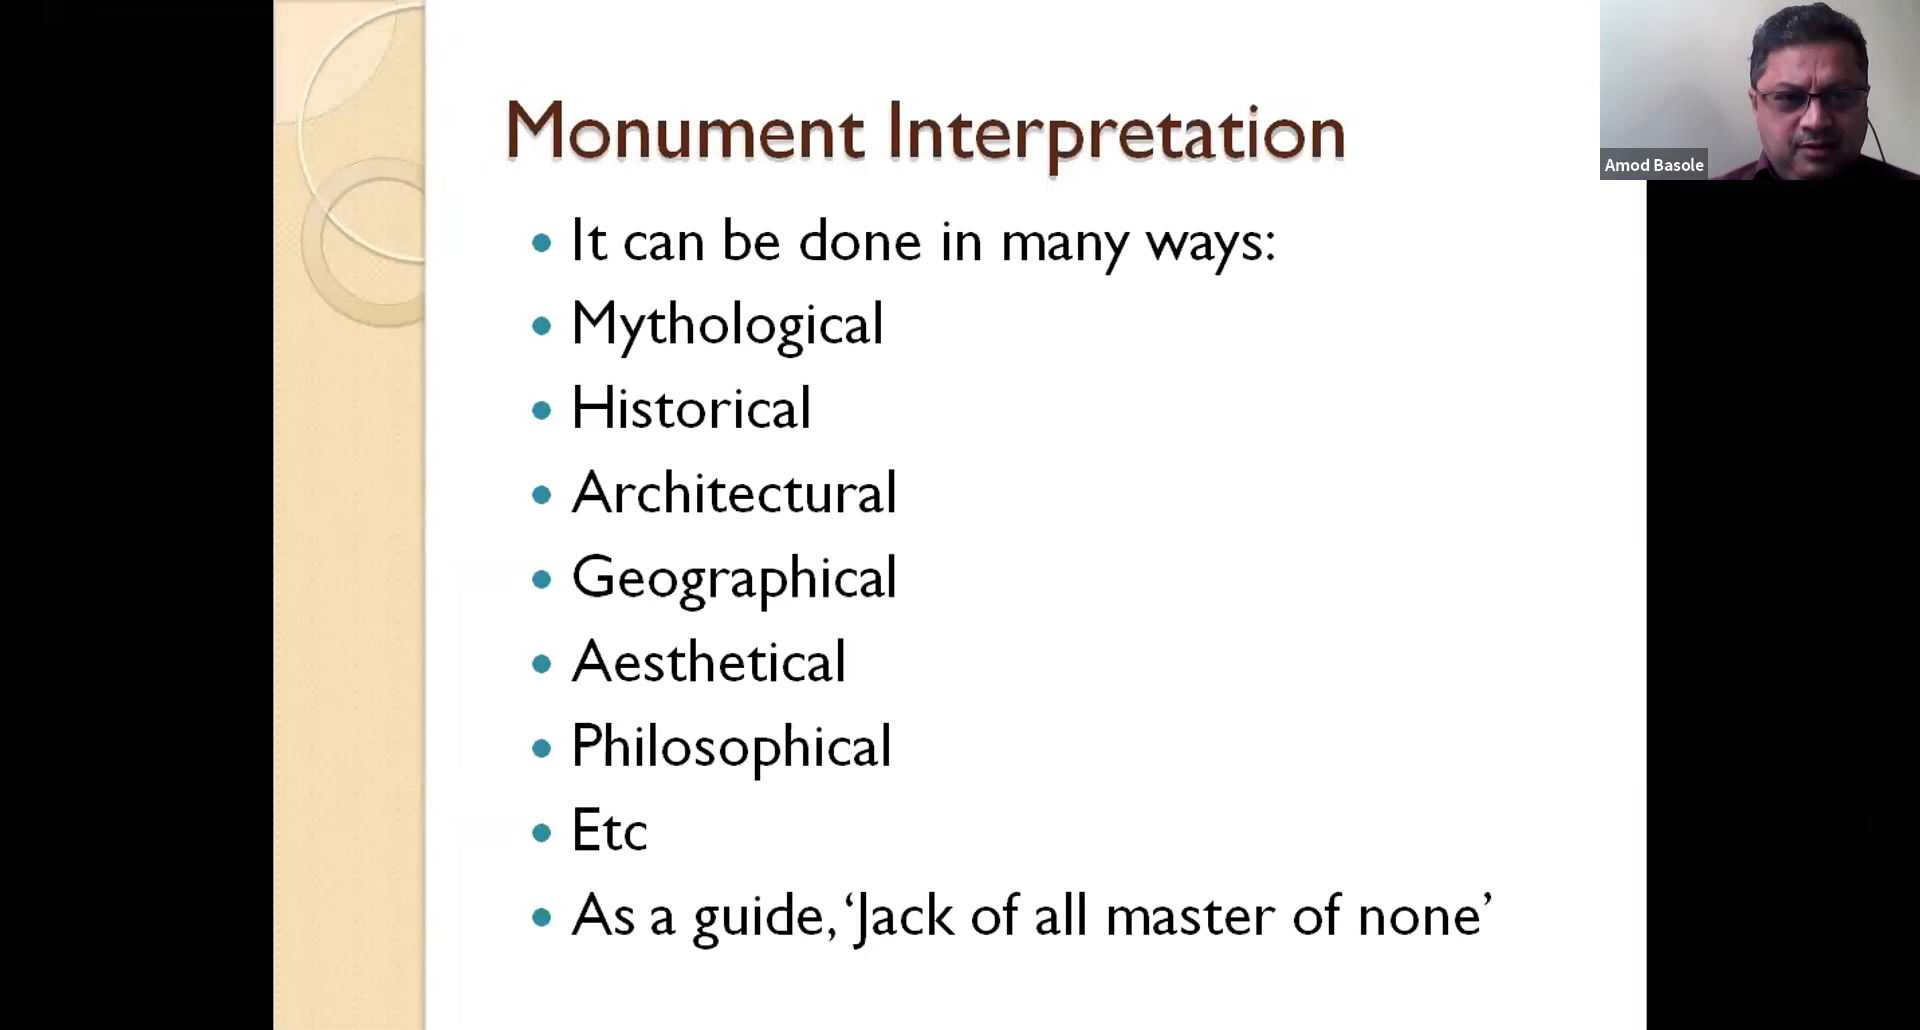 Monument Interpretation
It can be done in many ways:
Mythological
Historical
Architectural
Geographical
Aesthetical
Philosophical
Etc
As a guide, ‘Jack of all master of none’
Amod Basole